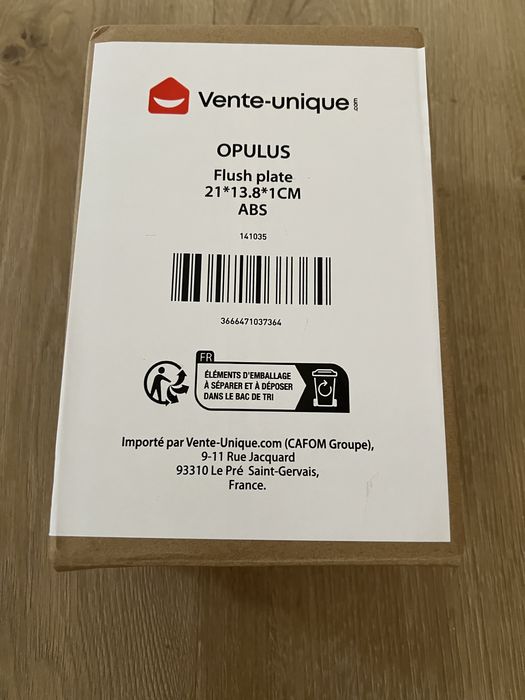 Vente-unique.com
OPULUS
Flush plate
21*13.8*1CM
ABS
141035
3666471037364
FR
ÉLÉMENTS D'EMBALLAGE
À SÉPARER ET À DÉPOSER
DANS LE BAC DE TRI
Importé par Vente-Unique.com (CAFOM Groupe),
9-11 Rue Jacquard
93310 Le Pré Saint-Gervais,
France.